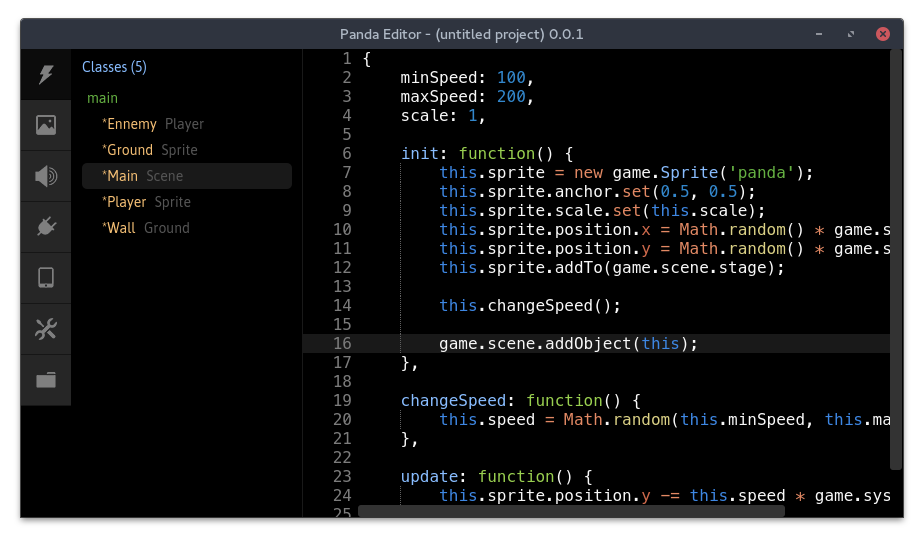 Panda Editor - (untitled project) 0.0.1
Classes (5)
main
*Ennemy Player
*Ground Sprite
*Main Scene
*Player Sprite
*Wall Ground
1 {
2     minSpeed: 100,
3     maxSpeed: 200,
4     scale: 1,
5
6     init: function() {
7         this.sprite = new game.Sprite('panda');
8         this.sprite.anchor.set(0.5, 0.5);
9         this.sprite.scale.set(this.scale);
10         this.sprite.position.x = Math.random() * game.s
11         this.sprite.position.y = Math.random() * game.s
12         this.sprite.addTo(game.scene.stage);
13
14         this.changeSpeed();
15
16         game.scene.addObject(this);
17     },
18
19     changeSpeed: function() {
20         this.speed = Math.random(this.minSpeed, this.ma
21     },
22
23     update: function() {
24         this.sprite.position.y -= this.speed * game.sys
25